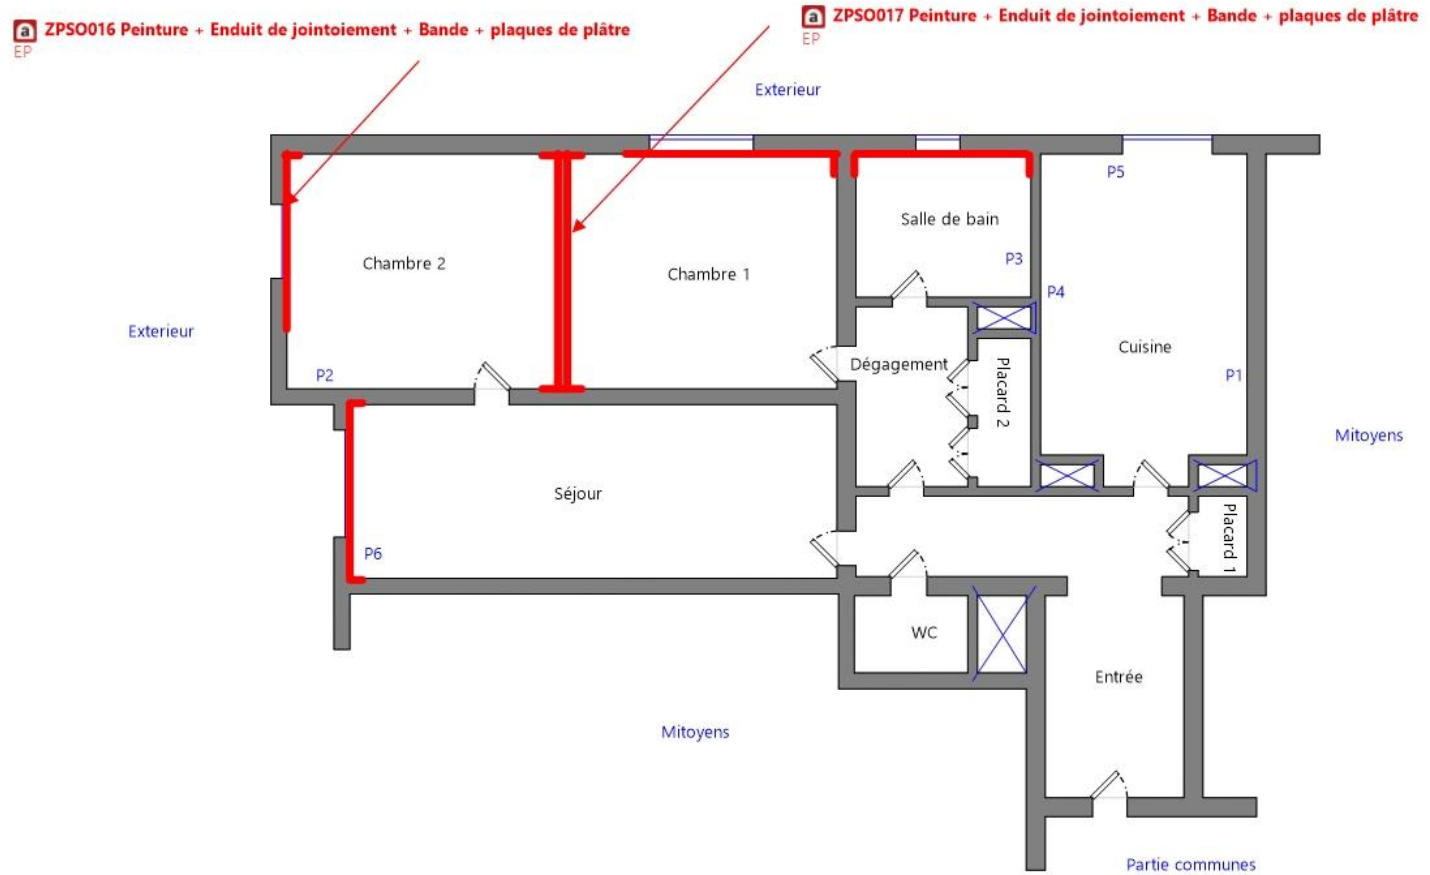 a ZPSO016 Peinture + Enduit de jointoiement + Bande + plaques de plâtre
EP
a ZPSO017 Peinture + Enduit de jointoiement + Bande + plaques de plâtre
EP
Exterieur
P5
Salle de bain
P3
Chambre 2
Chambre 1
P4
Exterieur
Cuisine
Dégagement
Placard 2
P2
P1
Mitoyens
Séjour
Placard 1
P6
WC
Entrée
Mitoyens
Partie communes